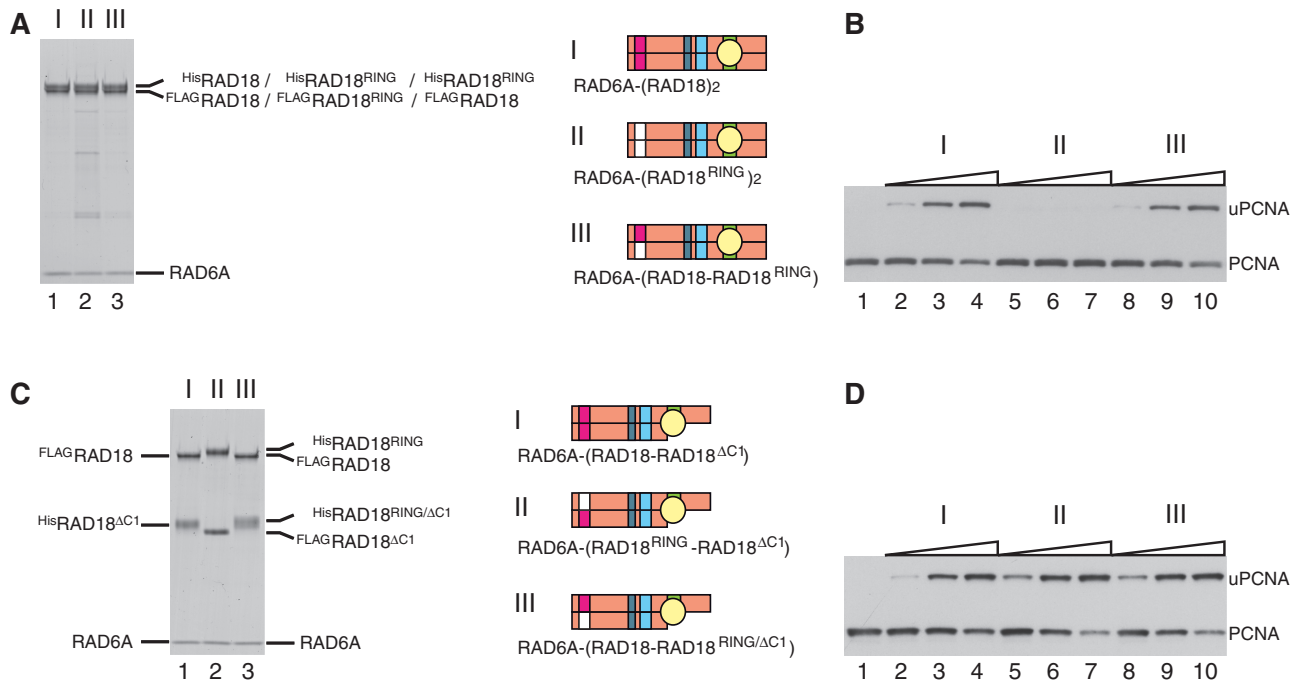 A
I II III
HisRAD18 / HisRAD18RING / HisRAD18RING
FLAGRAD18 / FLAGRAD18RING / FLAGRAD18
RAD6A
1 2 3
I
RAD6A-(RAD18)2
II
RAD6A-(RAD18RING)2
III
RAD6A-(RAD18-RAD18RING)
B
I II III
uPCNA
PCNA
1 2 3 4 5 6 7 8 9 10
C
I II III
FLAGRAD18
HisRAD18RING
FLAGRAD18
HisRAD18ΔC1
HisRAD18RING/ΔC1
FLAGRAD18ΔC1
RAD6A
RAD6A
1 2 3
I
RAD6A-(RAD18-RAD18ΔC1)
II
RAD6A-(RAD18RING-RAD18ΔC1)
III
RAD6A-(RAD18-RAD18RING/ΔC1)
D
I II III
uPCNA
PCNA
1 2 3 4 5 6 7 8 9 10